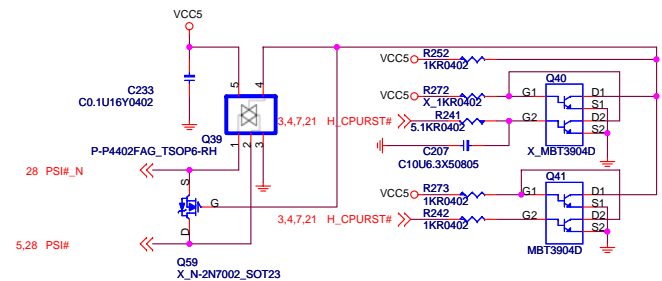 VCC5
C233
C0.1U16Y0402
5
4
Q39
1
2
3
P-P4402FAG_TSOP6-RH
28 PSI#_N
S
G
D
5,28 PSI#
Q59
X_N-2N7002_SOT23
VCC5
R252
1KR0402
VCC5
R272
X_1KR0402
3,4,7,21 H_CPURST#
R241
5.1KR0402
C207
C10U6.3X50805
Q40
G1 D1
S1
G2 D2
S2
X_MBT3904D
VCC5
R273
1KR0402
3,4,7,21 H_CPURST#
R242
1KR0402
Q41
G1 D1
S1
G2 D2
S2
MBT3904D